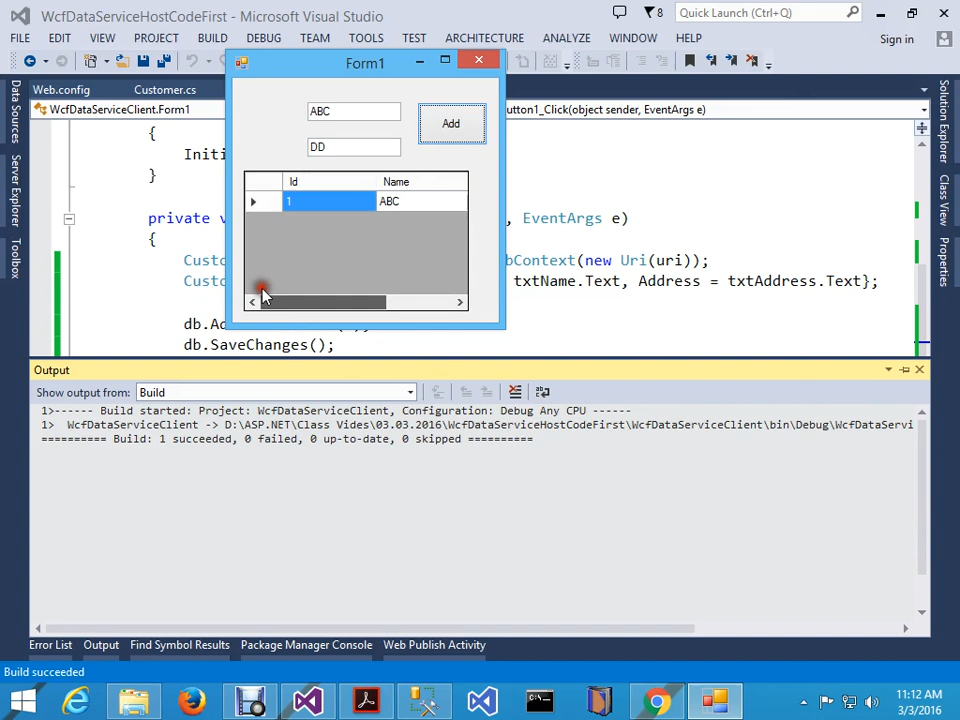 WcfDataServiceHostCodeFirst - Microsoft Visual Studio
8
Quick Launch (Ctrl+Q)
FILE EDIT VIEW PROJECT BUILD DEBUG TEAM TOOLS TEST ARCHITECTURE ANALYZE WINDOW HELP
Sign in
Form1
Web.config Customer.cs
WcfDataServiceClient.Form1
utton1_Click(object sender, EventArgs e)
Data Sources
Server Explorer
Toolbox
Solution Explorer
Class View
Properties
ABC
Add
DD
Id Name
1 ABC
{
Initi
}
private v , EventArgs e)
{
Custo bContext(new Uri(uri));
Custo txtName.Text, Address = txtAddress.Text};
db.Ad
db.SaveChanges();
Output
Show output from: Build
1>------ Build started: Project: WcfDataServiceClient, Configuration: Debug Any CPU ------
1> WcfDataServiceClient -> D:\ASP.NET\Class Vides\03.03.2016\WcfDataServiceHostCodeFirst\WcfDataServiceClient\bin\Debug\WcfDataServi
========== Build: 1 succeeded, 0 failed, 0 up-to-date, 0 skipped ==========
Error List Output Find Symbol Results Package Manager Console Web Publish Activity
Build succeeded
11:12 AM
3/3/2016